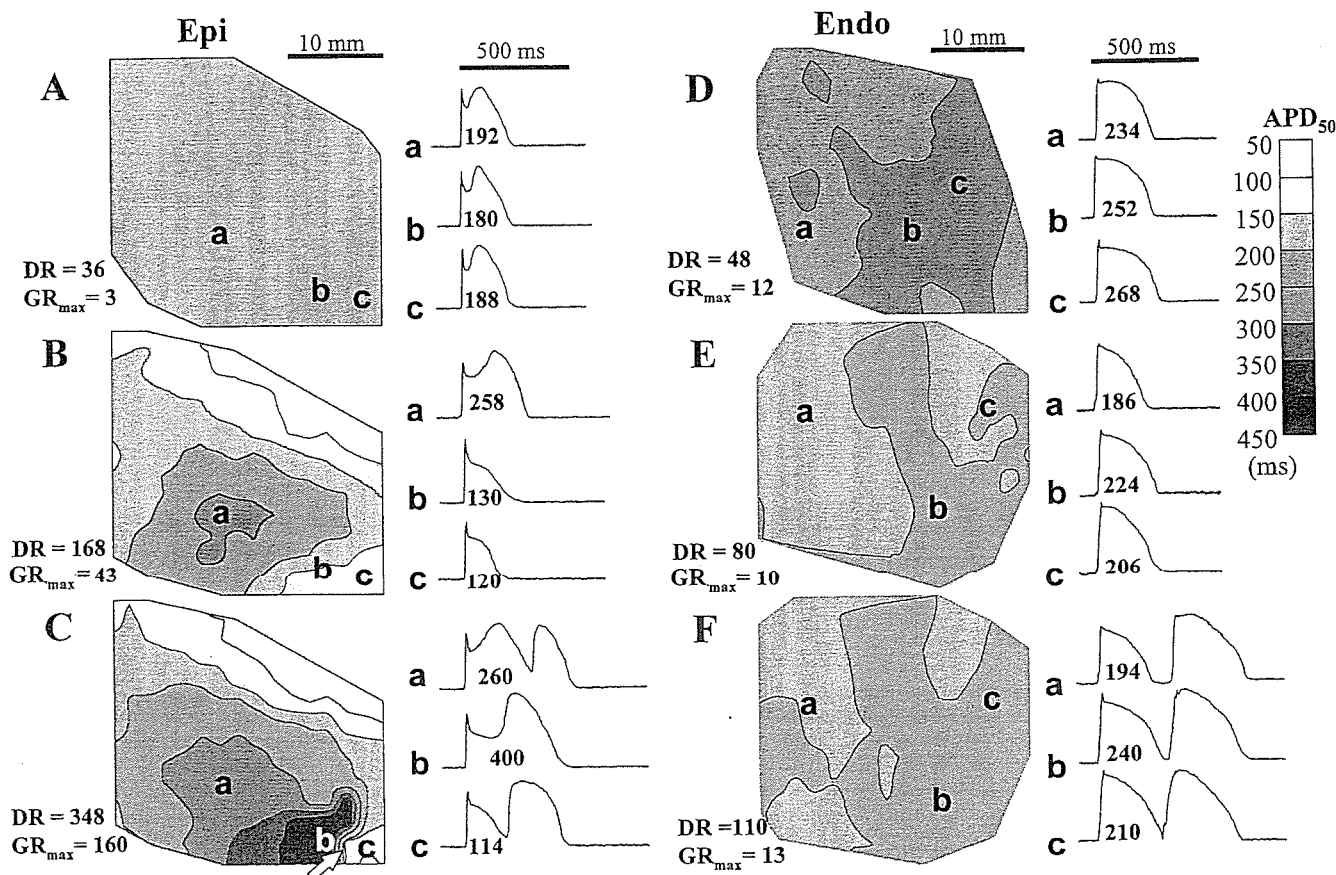 Epi
10 mm
500 ms
Endo
10 mm
500 ms
A
a
b
c
DR = 36
GRmax= 3
a
192
b
180
c
188
B
a
b
c
DR = 168
GRmax= 43
a
258
b
130
c
120
C
a
b
c
DR = 348
GRmax= 160
a
260
b
400
c
114
D
a
b
c
DR = 48
GRmax= 12
a
234
b
252
c
268
E
a
b
c
DR = 80
GRmax= 10
a
186
b
224
c
206
F
a
b
c
DR =110
GRmax= 13
a
194
b
240
c
210
APD50
50
100
150
200
250
300
350
400
450
(ms)